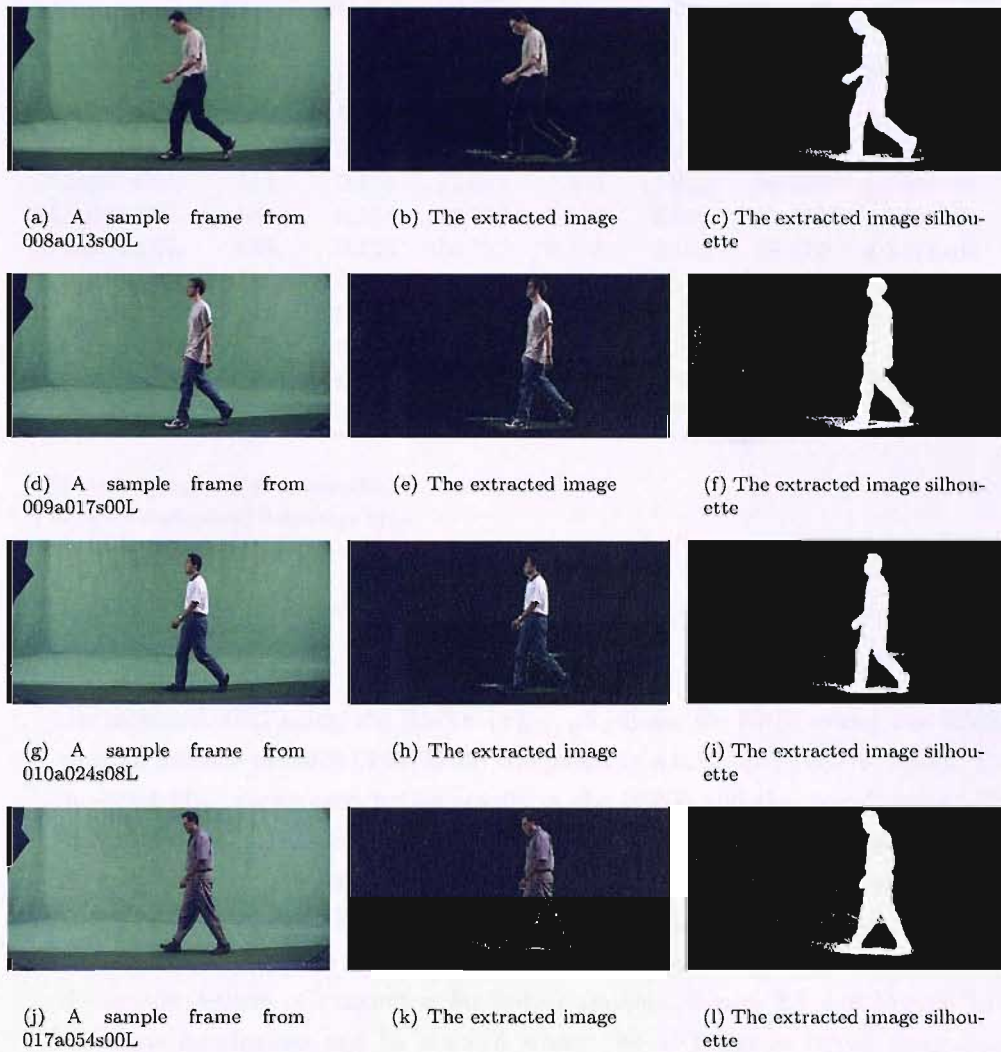 (a) A sample frame from
008a013s00L
(b) The extracted image
(c) The extracted image silhou-
ette
(d) A sample frame from
009a017s00L
(e) The extracted image
(f) The extracted image silhou-
ette
(g) A sample frame from
010a024s08L
(h) The extracted image
(i) The extracted image silhou-
ette
(j) A sample frame from
017a054s00L
(k) The extracted image
(l) The extracted image silhou-
ette